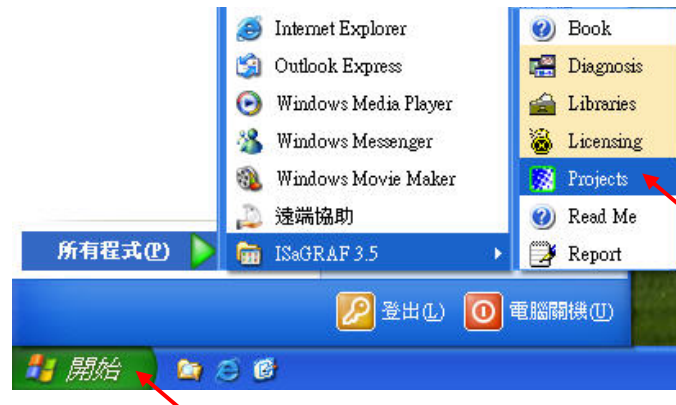 Internet Explorer
Outlook Express
Windows Media Player
Windows Messenger
Windows Movie Maker
遠端協助
ISaGRAF 3.5
Book
Diagnosis
Libraries
Licensing
Projects
Read Me
Report
所有程式(P)
登出(L)
電腦關機(U)
開始